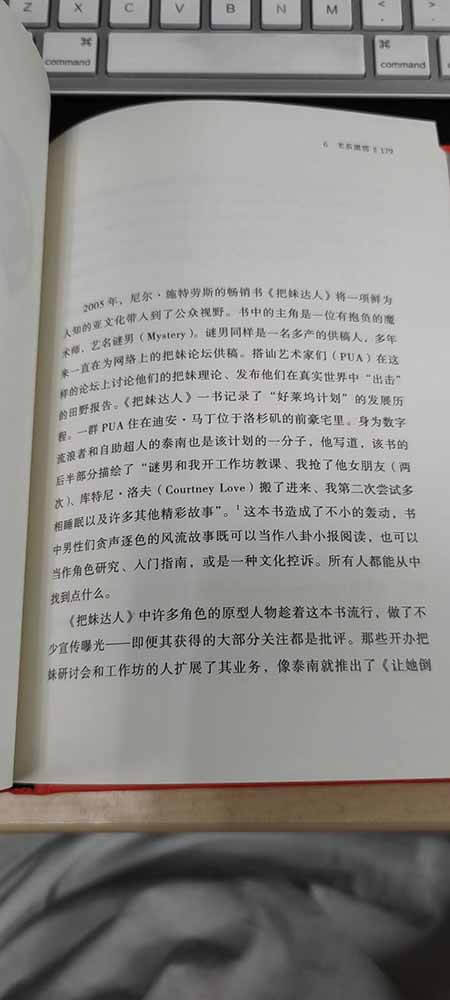 Z X C V B N M < , > .
⌘ command ⌘ command
6 老派激情 179
2005 年，尼尔·施特劳斯的畅销书《把妹达人》将一项鲜为
人知的亚文化带人到了公众视野。书中的主角是一位有抱负的魔
术师，艺名谜男（Mystery）。谜男同样是一名多产的供稿人，多年
来一直在为网络上的把妹论坛供稿。搭讪艺术家们（PUA）在这
样的论坛上讨论他们的把妹理论、发布他们在真实世界中“出击”
的田野报告。《把妹达人》一书记录了“好莱坞计划”的发展历
程。一群 PUA 住在迪安·马丁位于洛杉矶的前豪宅里。身为数字
流浪者和自助超人的泰南也是该计划的一分子，他写道，该书的
后半部分描绘了“谜男和我开工作坊教课、我抢了他女朋友（两
次）、库特尼·洛夫（Courtney Love）搬了进来、我第二次尝试多
相睡眠以及许多其他精彩故事”。1 这本书造成了不小的轰动，书
中男性们贪声逐色的风流故事既可以当作八卦小报阅读，也可以
当作角色研究、入门指南，或是一种文化控诉。所有人都能从中
找到点什么。
《把妹达人》中许多角色的原型人物趁着这本书流行，做了不
少宣传曝光——即便其获得的大部分关注都是批评。那些开办把
妹研讨会和工作坊的人扩展了其业务，像泰南就推出了《让她倒